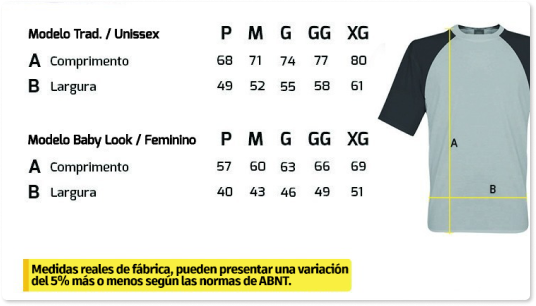 Modelo Trad. / Unissex P M G GG XG
A Comprimento 68 71 74 77 80
B Largura 49 52 55 58 61
Modelo Baby Look / Feminino P M G GG XG
A Comprimento 57 60 63 66 69
B Largura 40 43 46 49 51
A
B
Medidas reales de fábrica, pueden presentar una variación
del 5% más o menos según las normas de ABNT.